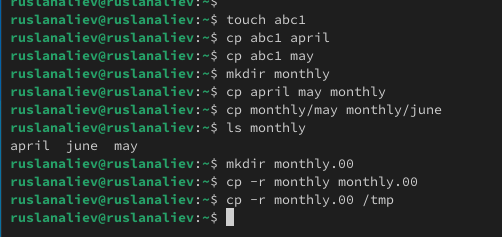 ruslanaliev@ruslanaliev:~$
ruslanaliev@ruslanaliev:~$ touch abc1
ruslanaliev@ruslanaliev:~$ cp abc1 april
ruslanaliev@ruslanaliev:~$ cp abc1 may
ruslanaliev@ruslanaliev:~$ mkdir monthly
ruslanaliev@ruslanaliev:~$ cp april may monthly
ruslanaliev@ruslanaliev:~$ cp monthly/may monthly/june
ruslanaliev@ruslanaliev:~$ ls monthly
april  june  may
ruslanaliev@ruslanaliev:~$ mkdir monthly.00
ruslanaliev@ruslanaliev:~$ cp -r monthly monthly.00
ruslanaliev@ruslanaliev:~$ cp -r monthly.00 /tmp
ruslanaliev@ruslanaliev:~$